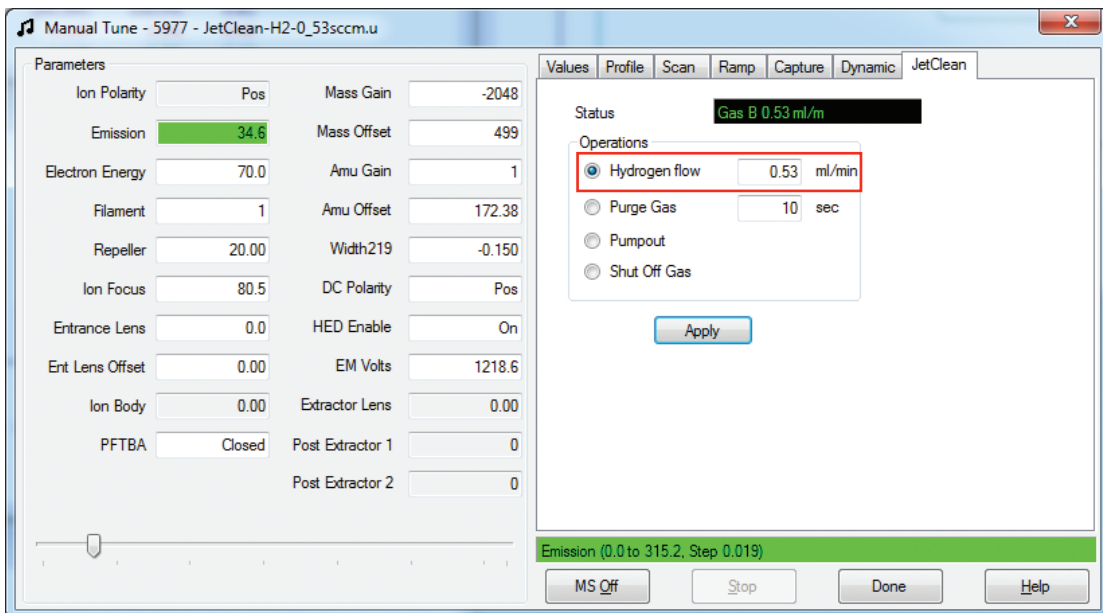 Manual Tune - 5977 - JetClean-H2-0_53sccm.u
x
Parameters
Ion Polarity Pos Mass Gain -2048
Emission 34.6 Mass Offset 499
Electron Energy 70.0 Amu Gain 1
Filament 1 Amu Offset 172.38
Repeller 20.00 Width219 -0.150
Ion Focus 80.5 DC Polarity Pos
Entrance Lens 0.0 HED Enable On
Ent Lens Offset 0.00 EM Volts 1218.6
Ion Body 0.00 Extractor Lens 0.00
PFTBA Closed Post Extractor 1 0
Post Extractor 2 0
Values Profile Scan Ramp Capture Dynamic JetClean
Status Gas B 0.53 ml/m
Operations
Hydrogen flow 0.53 ml/min
Purge Gas 10 sec
Pumpout
Shut Off Gas
Apply
Emission (0.0 to 315.2, Step 0.019)
MS Off Stop Done Help